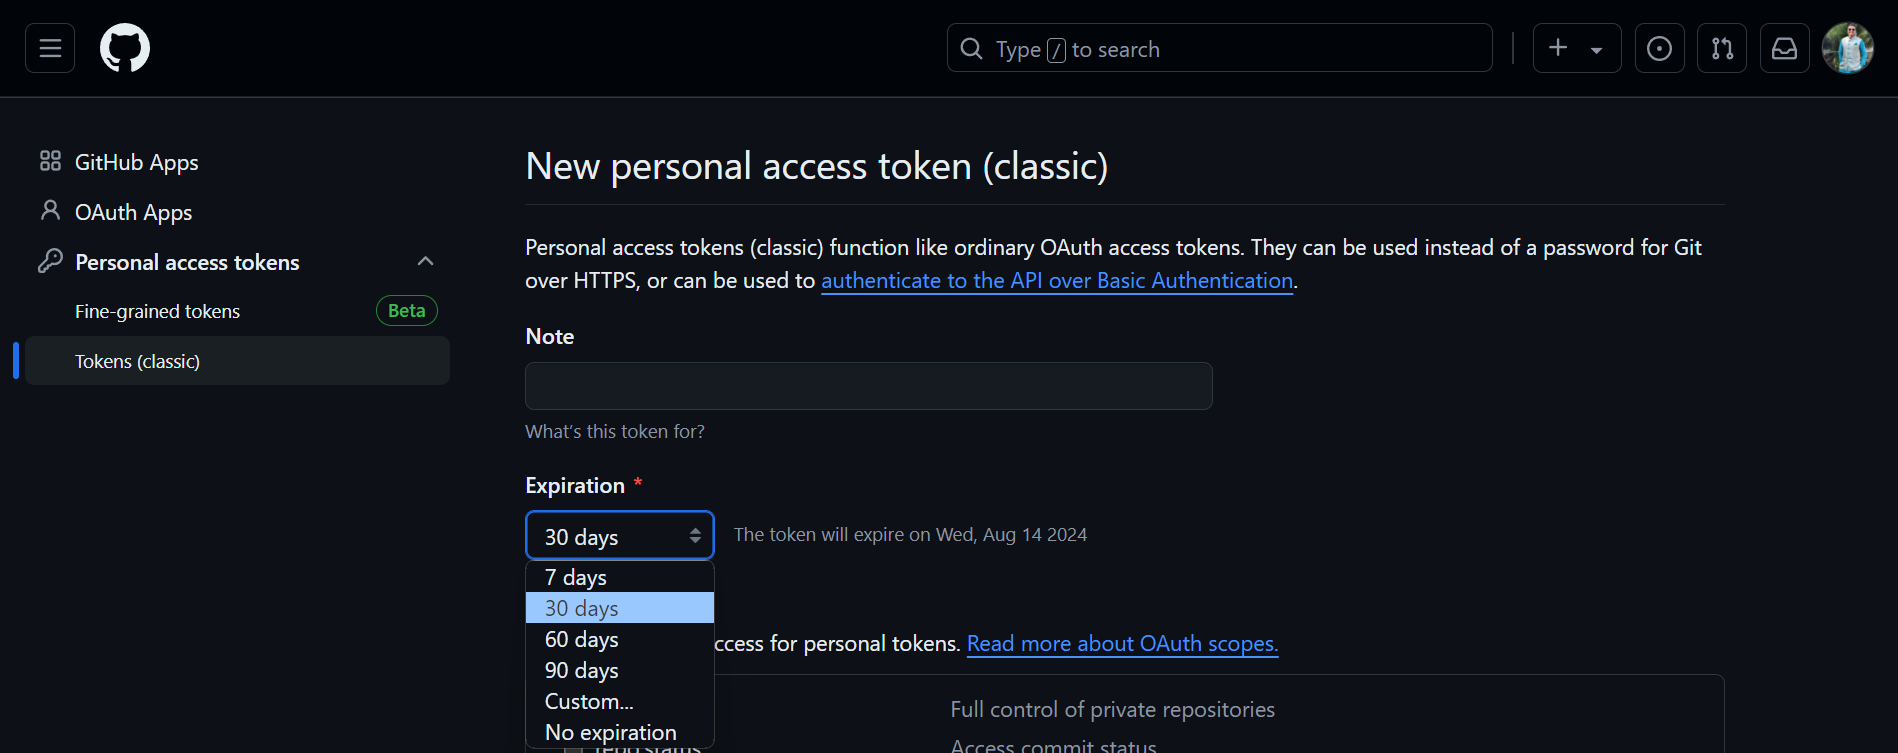 Type / to search
GitHub Apps
OAuth Apps
Personal access tokens
Fine-grained tokens Beta
Tokens (classic)
New personal access token (classic)
Personal access tokens (classic) function like ordinary OAuth access tokens. They can be used instead of a password for Git
over HTTPS, or can be used to authenticate to the API over Basic Authentication.
Note
What's this token for?
Expiration *
30 days The token will expire on Wed, Aug 14 2024
7 days
30 days
60 days
90 days
Custom...
No expiration
ccess for personal tokens. Read more about OAuth scopes.
Full control of private repositories
repo:status Access commit status